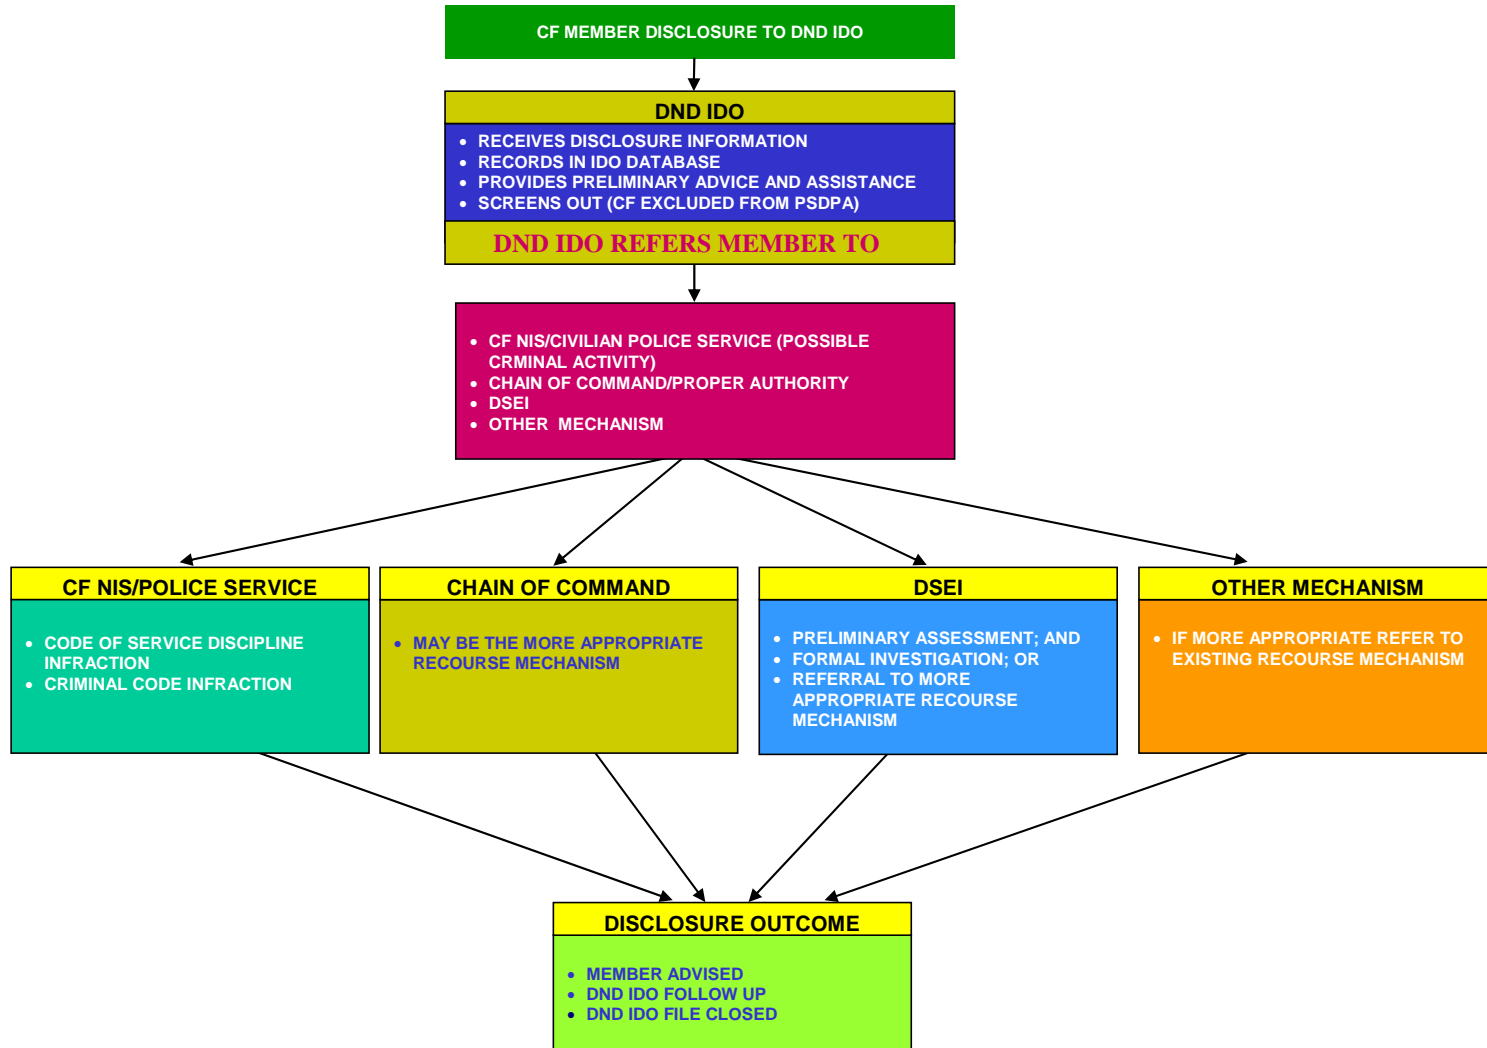 CF MEMBER DISCLOSURE TO DND IDO
DND IDO
• RECEIVES DISCLOSURE INFORMATION
• RECORDS IN IDO DATABASE
• PROVIDES PRELIMINARY ADVICE AND ASSISTANCE
• SCREENS OUT (CF EXCLUDED FROM PSDPA)
DND IDO REFERS MEMBER TO
• CF NIS/CIVILIAN POLICE SERVICE (POSSIBLE
CRMINAL ACTIVITY)
• CHAIN OF COMMAND/PROPER AUTHORITY
• DSEI
• OTHER MECHANISM
CF NIS/POLICE SERVICE
• CODE OF SERVICE DISCIPLINE
INFRACTION
• CRIMINAL CODE INFRACTION
CHAIN OF COMMAND
• MAY BE THE MORE APPROPRIATE
RECOURSE MECHANISM
DSEI
• PRELIMINARY ASSESSMENT; AND
• FORMAL INVESTIGATION; OR
• REFERRAL TO MORE
APPROPRIATE RECOURSE
MECHANISM
OTHER MECHANISM
• IF MORE APPROPRIATE REFER TO
EXISTING RECOURSE MECHANISM
DISCLOSURE OUTCOME
• MEMBER ADVISED
• DND IDO FOLLOW UP
• DND IDO FILE CLOSED